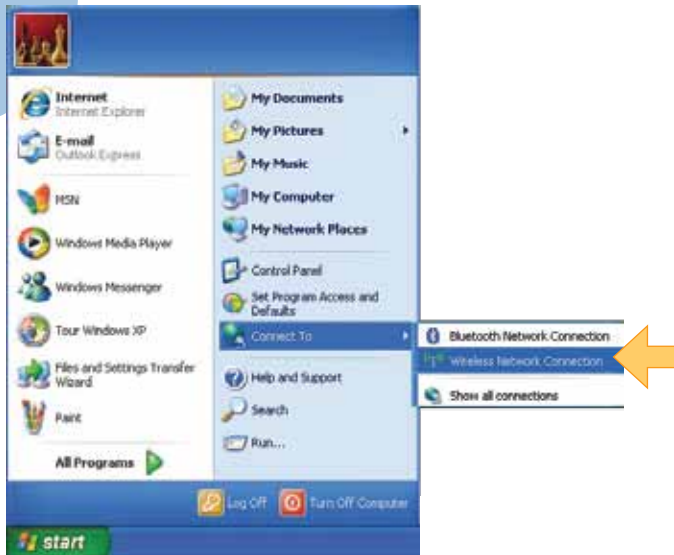 Internet
Internet Explorer
E-mail
Outlook Express
MSN
Windows Media Player
Windows Messenger
Tour Windows XP
Files and Settings Transfer
Wizard
Paint
All Programs
My Documents
My Pictures
My Music
My Computer
My Network Places
Control Panel
Set Program Access and
Defaults
Connect To
Help and Support
Search
Run...
Bluetooth Network Connection
Wireless Network Connection
Show all connections
Log Off
Turn Off Computer
start